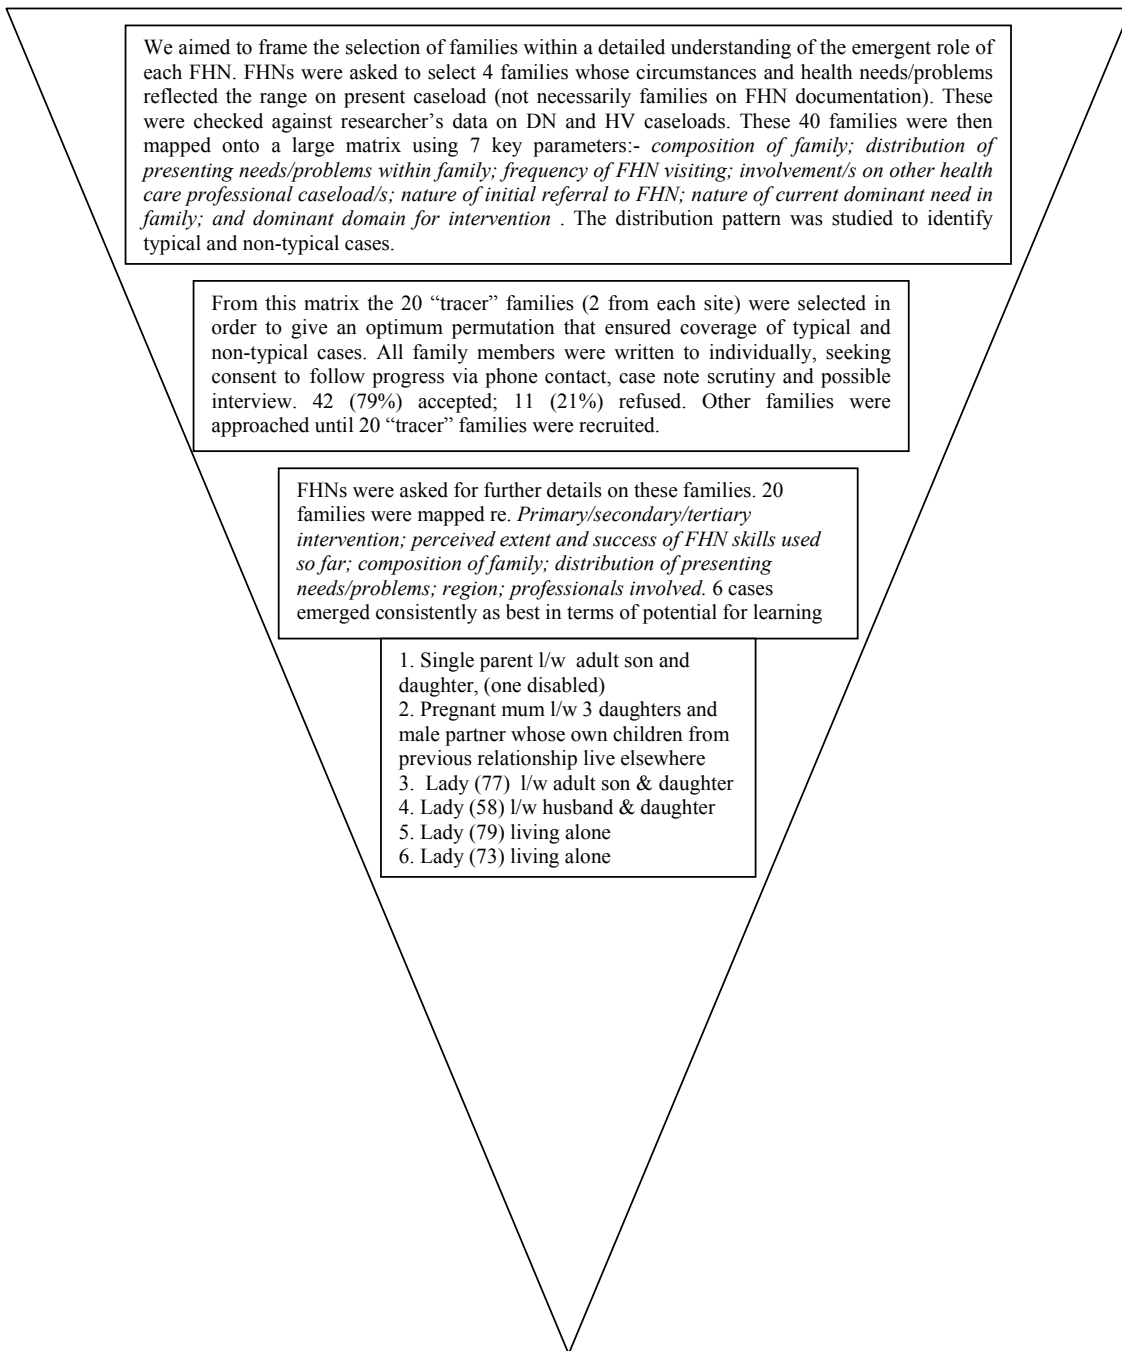 We aimed to frame the selection of families within a detailed understanding of the emergent role of
each FHN. FHNs were asked to select 4 families whose circumstances and health needs/problems
reflected the range on present caseload (not necessarily families on FHN documentation). These
were checked against researcher's data on DN and HV caseloads. These 40 families were then
mapped onto a large matrix using 7 key parameters:- composition of family; distribution of
presenting needs/problems within family; frequency of FHN visiting; involvement/s on other health
care professional caseload/s; nature of initial referral to FHN; nature of current dominant need in
family; and dominant domain for intervention . The distribution pattern was studied to identify
typical and non-typical cases.
From this matrix the 20 “tracer” families (2 from each site) were selected in
order to give an optimum permutation that ensured coverage of typical and
non-typical cases. All family members were written to individually, seeking
consent to follow progress via phone contact, case note scrutiny and possible
interview. 42 (79%) accepted; 11 (21%) refused. Other families were
approached until 20 “tracer” families were recruited.
FHNs were asked for further details on these families. 20
families were mapped re. Primary/secondary/tertiary
intervention; perceived extent and success of FHN skills used
so far; composition of family; distribution of presenting
needs/problems; region; professionals involved. 6 cases
emerged consistently as best in terms of potential for learning
1. Single parent l/w adult son and
daughter, (one disabled)
2. Pregnant mum l/w 3 daughters and
male partner whose own children from
previous relationship live elsewhere
3. Lady (77) l/w adult son & daughter
4. Lady (58) l/w husband & daughter
5. Lady (79) living alone
6. Lady (73) living alone